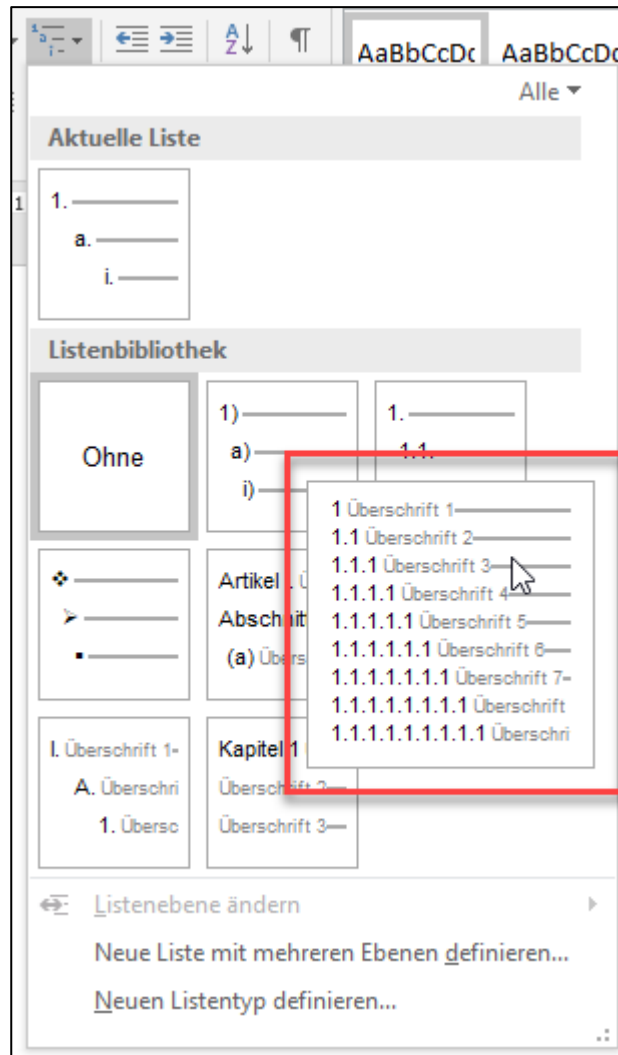 AaBbCcDc AaBbCcDc
Alle
1
Aktuelle Liste
1.
a.
i.
Listenbibliothek
Ohne
1)
a)
i)
1.
1.1.
1 Überschrift 1
1.1 Überschrift 2
1.1.1 Überschrift 3
1.1.1.1 Überschrift 4
1.1.1.1.1 Überschrift 5
1.1.1.1.1.1 Überschrift 6
1.1.1.1.1.1.1 Überschrift 7
1.1.1.1.1.1.1.1 Überschrift
1.1.1.1.1.1.1.1.1 Überschri
Artikel
Abschnitt
(a) Übers
I. Überschrift 1
A. Überschri
1. Übersc
Kapitel 1
Überschrift 2
Überschrift 3
Listenebene ändern
Neue Liste mit mehreren Ebenen definieren...
Neuen Listentyp definieren...